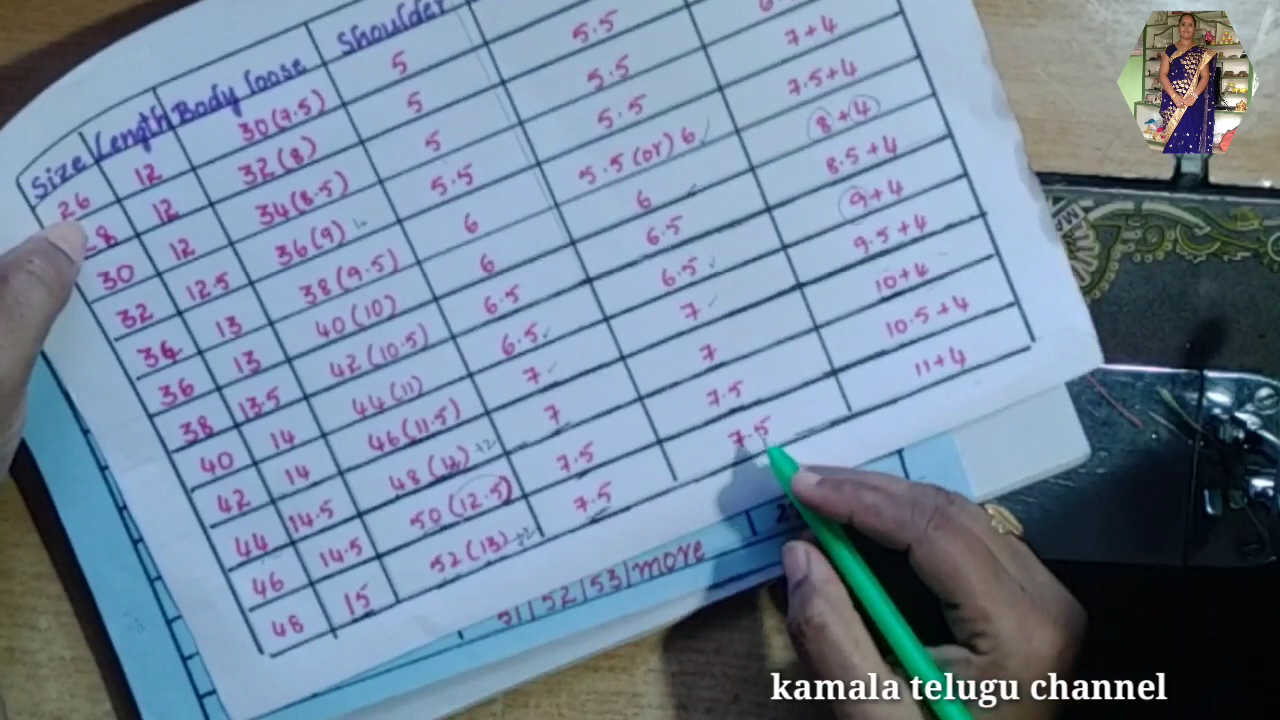 Size Length Body loose Shoulder
26 12 30(7.5) 5
28 12 32(8) 5 5.5
30 12 34(8.5) 5 5.5
32 12.5 36(9) 5.5 5.5 7+4
34 13 38(9.5) 6 5.5(or)6 7.5+4
36 13 40(10) 6 6 8+4
38 13.5 42(10.5) 6.5 6.5 8.5+4
40 14 44(11) 6.5 6.5 9+4
42 14 46(11.5) 7 7 9.5+4
44 14.5 48(12)÷2 7 7 10+4
46 14.5 50(12.5) 7.5 7.5 10.5+4
48 15 52(13)÷2 7.5 7.5 11+4
51|52|53|more
kamala telugu channel